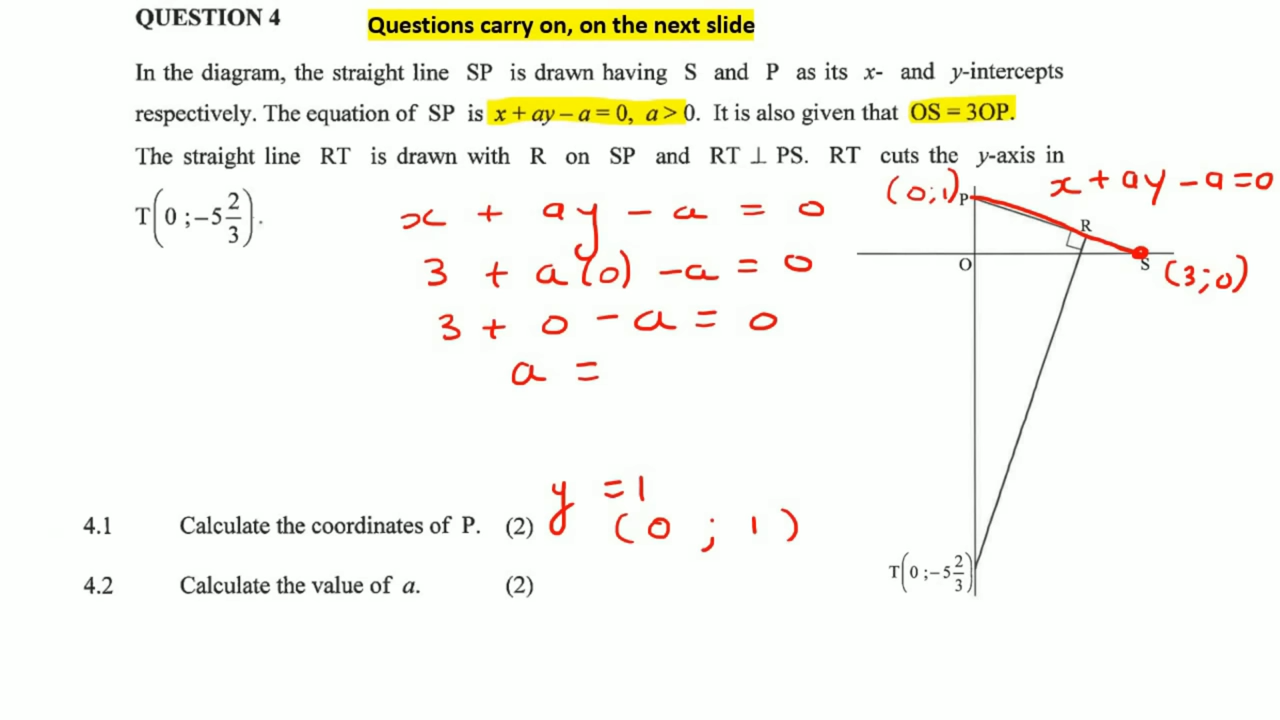 QUESTION 4
Questions carry on, on the next slide
In the diagram, the straight line SP is drawn having S and P as its x- and y-intercepts
respectively. The equation of SP is x + ay – a = 0, a > 0. It is also given that OS = 3OP.
The straight line RT is drawn with R on SP and RT ⊥ PS. RT cuts the y-axis in
T(0 ; –5 2/3).
x + ay – a = 0
3 + a(0) – a = 0
3 + 0 – a = 0
a =
(0 ; 1) P
x + ay – a = 0
R
O
S
(3 ; 0)
T(0 ; –5 2/3)
y = 1
4.1 Calculate the coordinates of P. (2) (0 ; 1)
4.2 Calculate the value of a. (2)